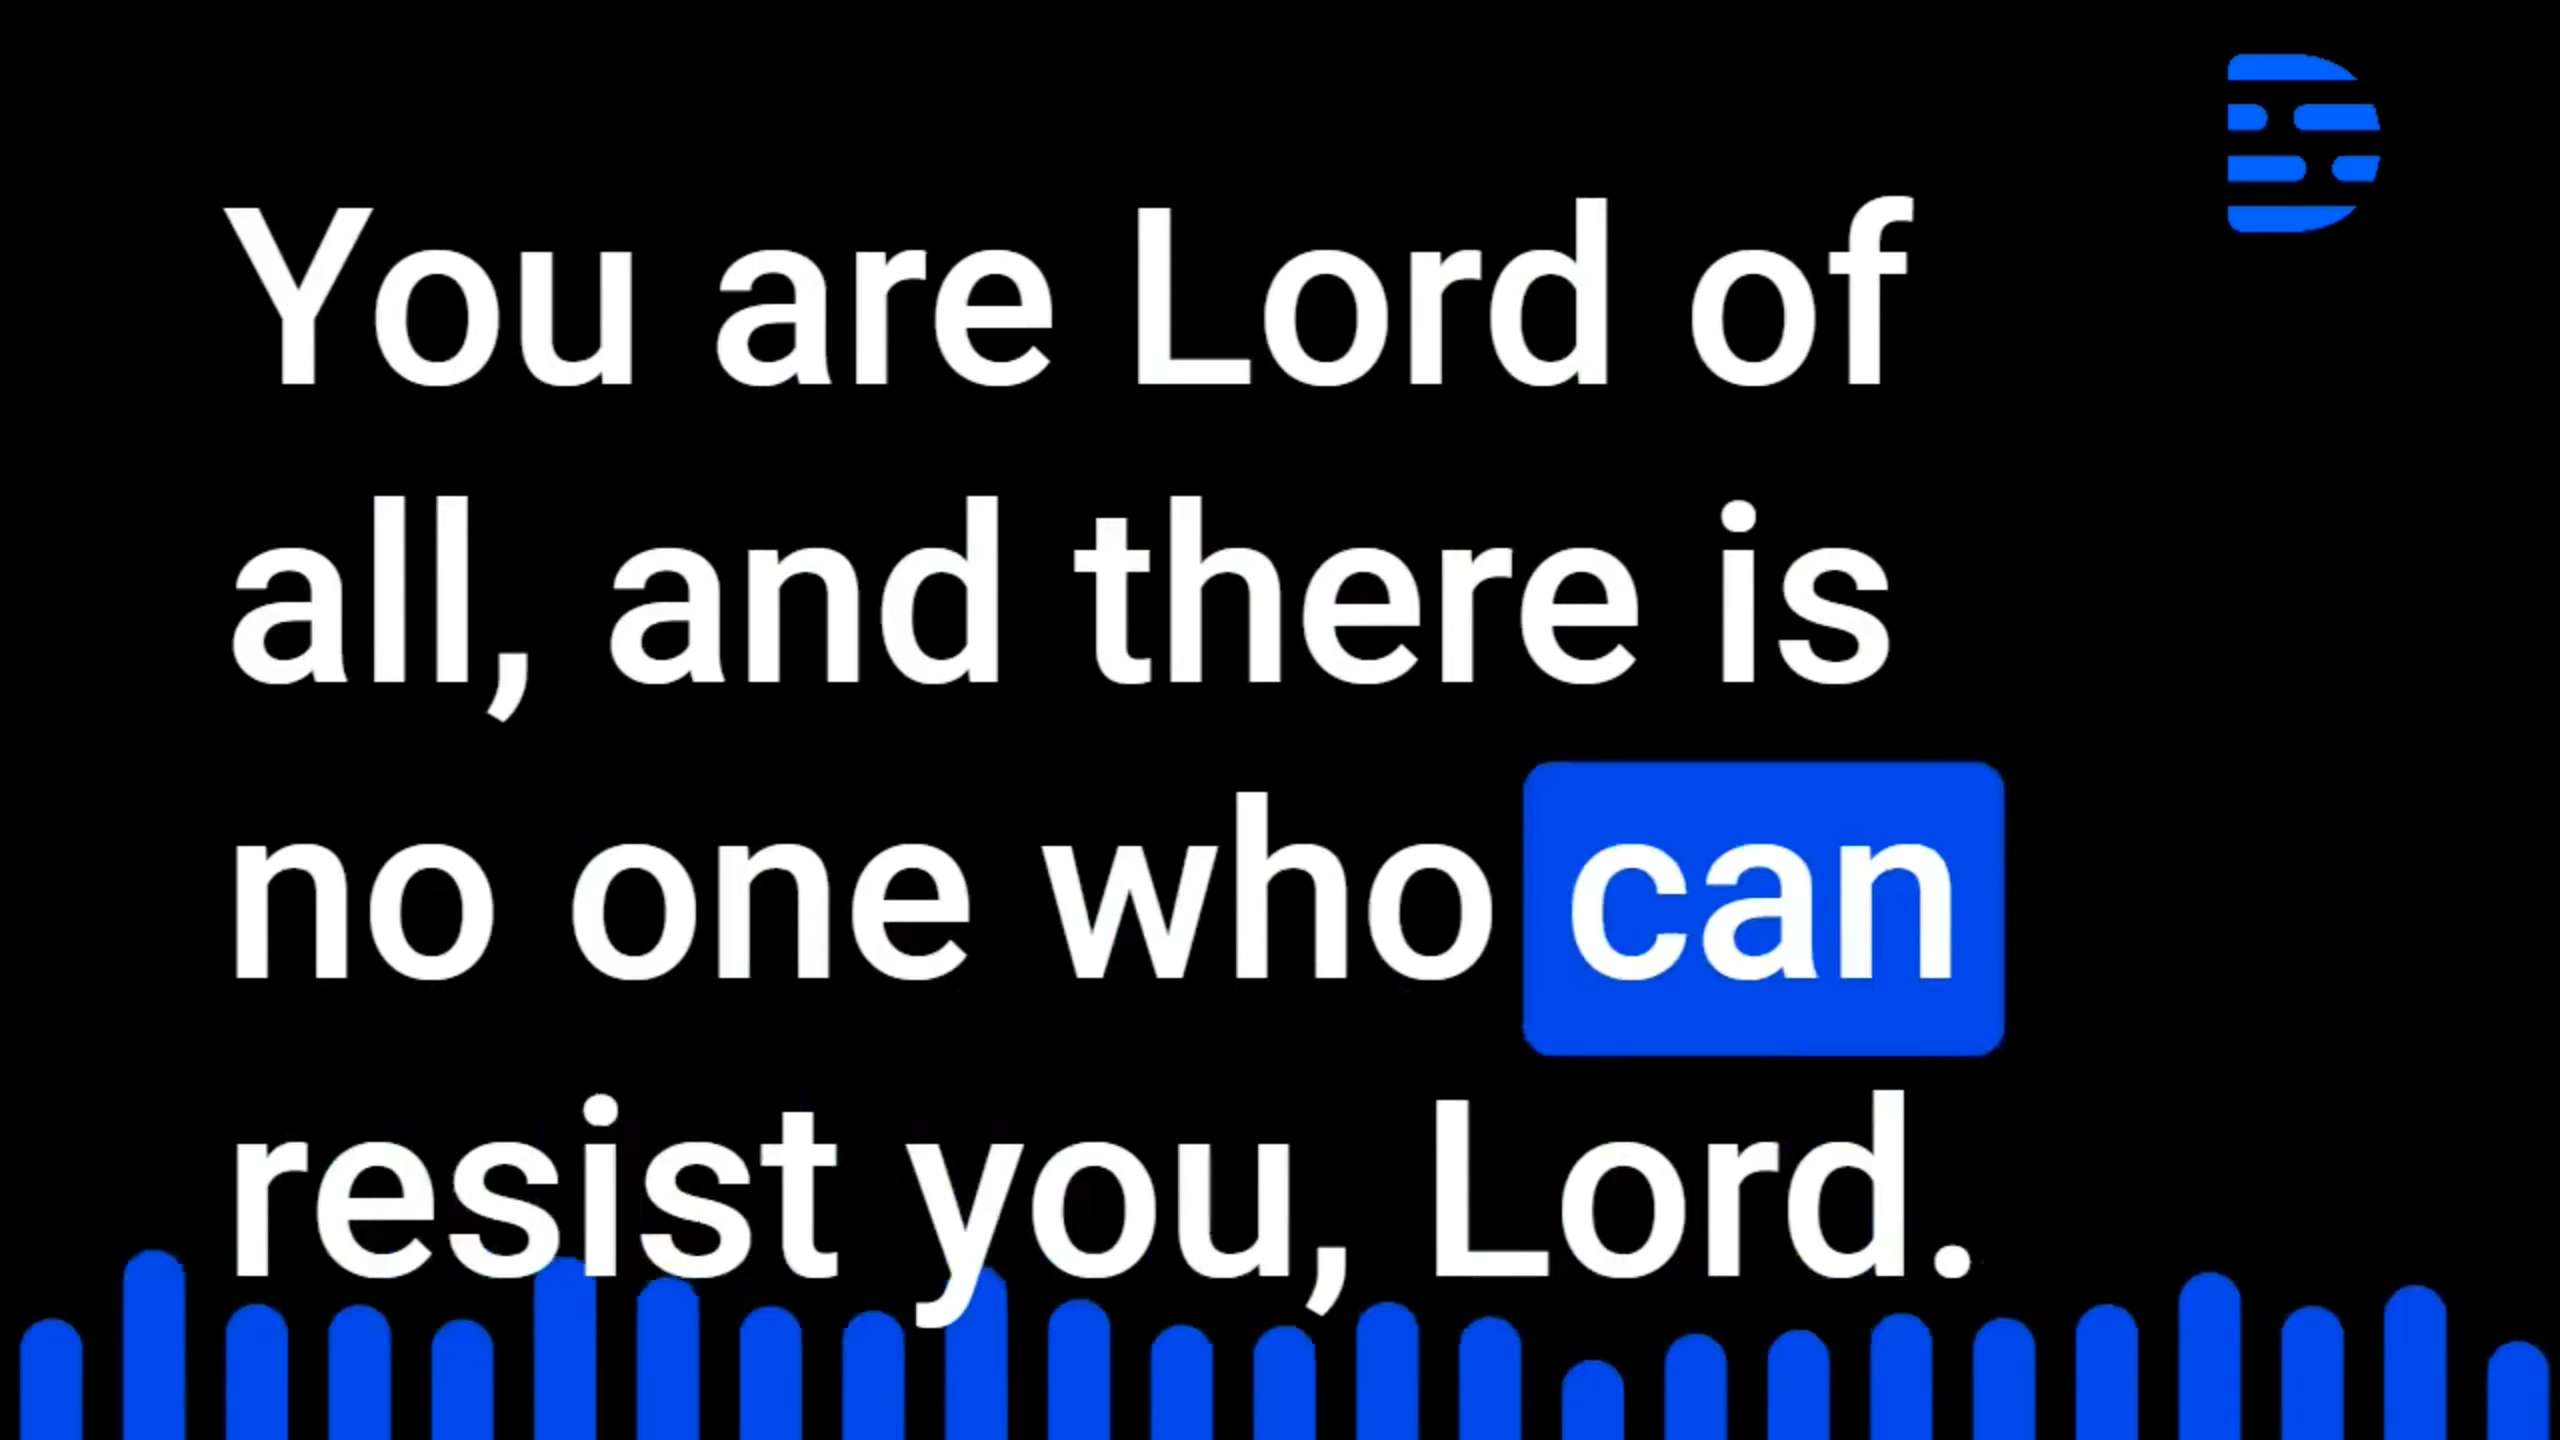 You are Lord of
all, and there is
no one who can
resist you, Lord.